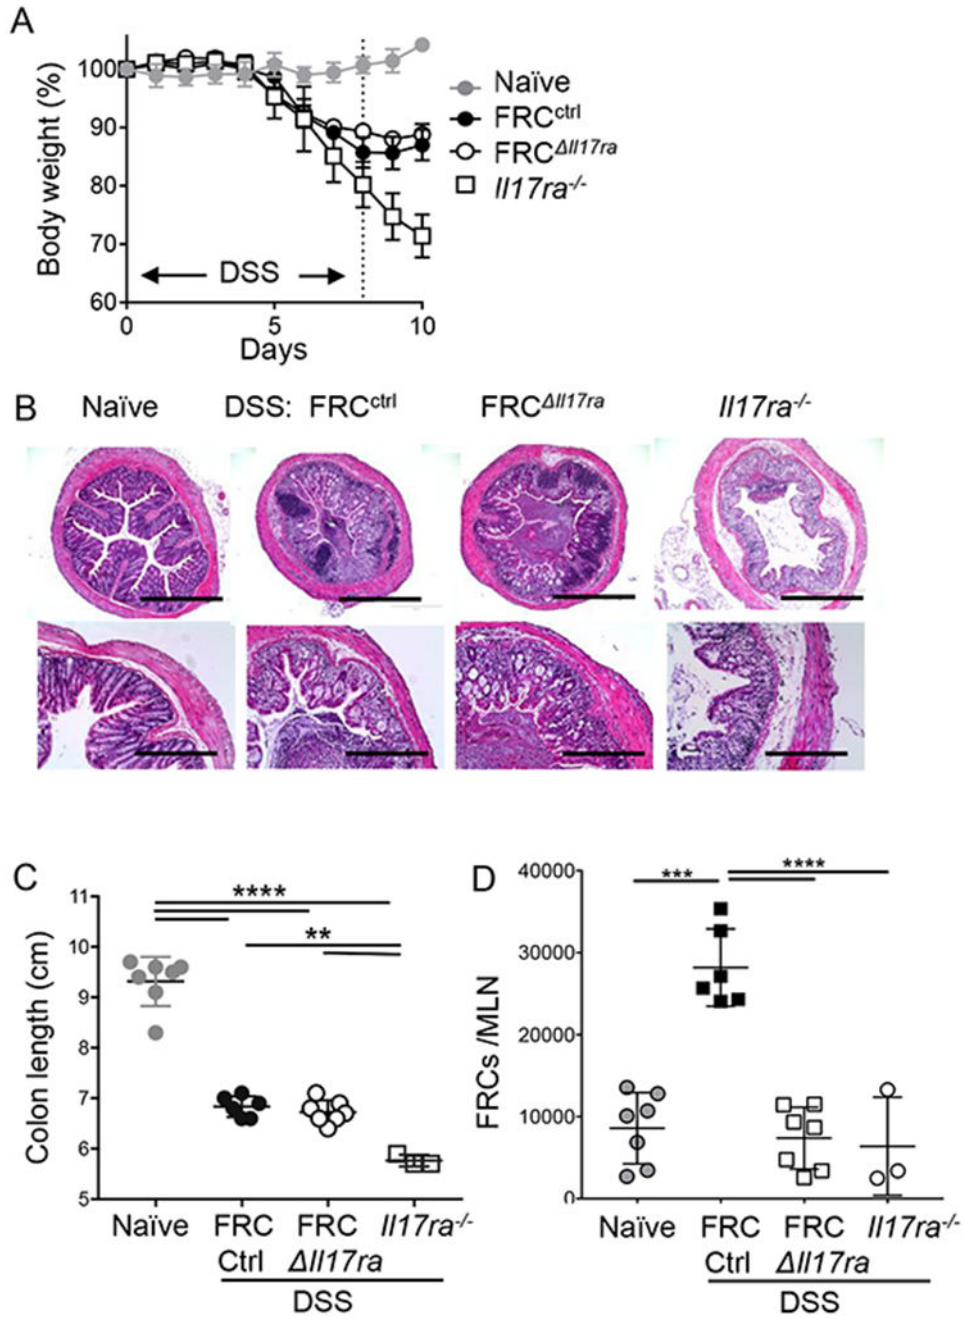 A
Body weight (%)
100
90
80
70
60
0
5
10
Days
DSS
Naïve
FRCctrl
FRCΔIl17ra
Il17ra-/-
B
Naïve
DSS: FRCctrl
FRCΔIl17ra
Il17ra-/-
C
Colon length (cm)
11
10
9
8
7
6
5
****
**
Naïve
FRC
Ctrl
FRC
ΔIl17ra
Il17ra-/-
DSS
D
FRCs /MLN
40000
30000
20000
10000
0
***
****
Naïve
FRC
Ctrl
FRC
ΔIl17ra
Il17ra-/-
DSS